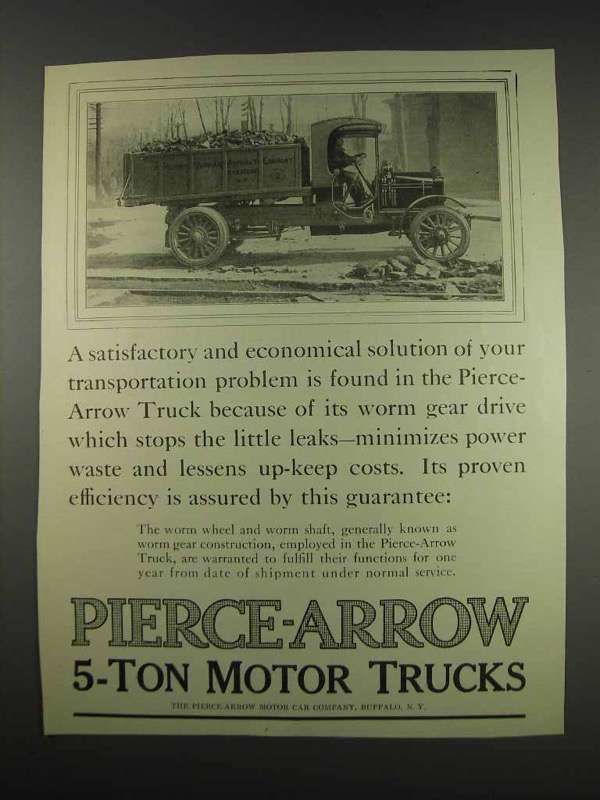 COMPANY
A satisfactory and economical solution of your
transportation problem is found in the Pierce-
Arrow Truck because of its worm gear drive
which stops the little leaks—minimizes power
waste and lessens up-keep costs. Its proven
efficiency is assured by this guarantee:
The worm wheel and worm shaft, generally known as
worm gear construction, employed in the Pierce-Arrow
Truck, are warranted to fulfill their functions for one
year from date of shipment under normal service.
PIERCE-ARROW
5-TON MOTOR TRUCKS
THE PIERCE-ARROW MOTOR CAR COMPANY, BUFFALO, N. Y.